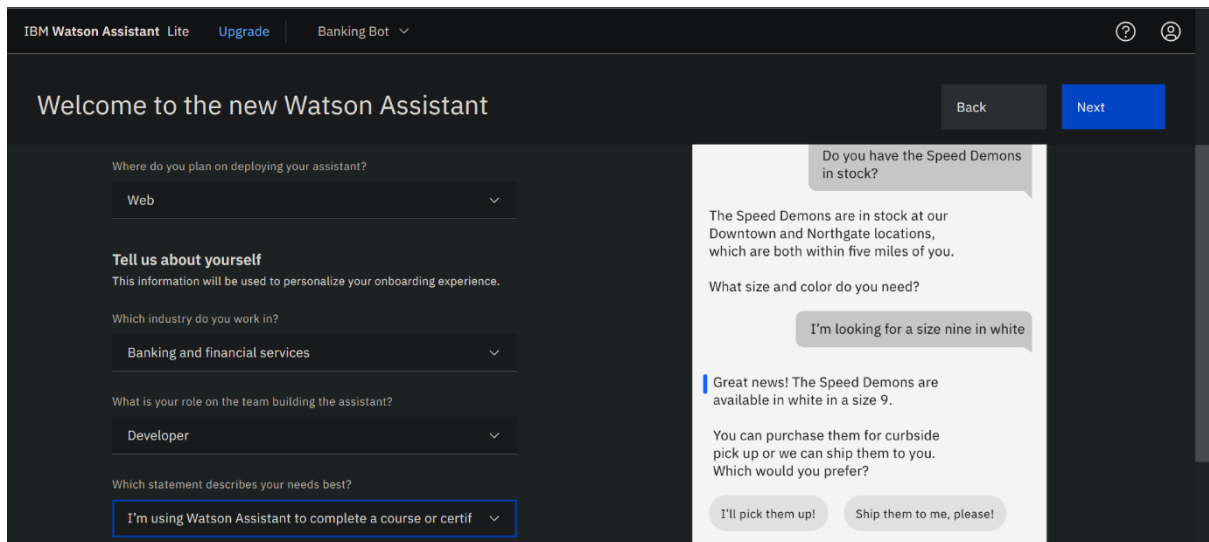 IBM Watson Assistant Lite Upgrade Banking Bot
Welcome to the new Watson Assistant
Back
Next
Where do you plan on deploying your assistant?
Web
Tell us about yourself
This information will be used to personalize your onboarding experience.
Which industry do you work in?
Banking and financial services
What is your role on the team building the assistant?
Developer
Which statement describes your needs best?
I'm using Watson Assistant to complete a course or certif
Do you have the Speed Demons
in stock?
The Speed Demons are in stock at our
Downtown and Northgate locations,
which are both within five miles of you.
What size and color do you need?
I'm looking for a size nine in white
Great news! The Speed Demons are
available in white in a size 9.
You can purchase them for curbside
pick up or we can ship them to you.
Which would you prefer?
I'll pick them up!
Ship them to me, please!